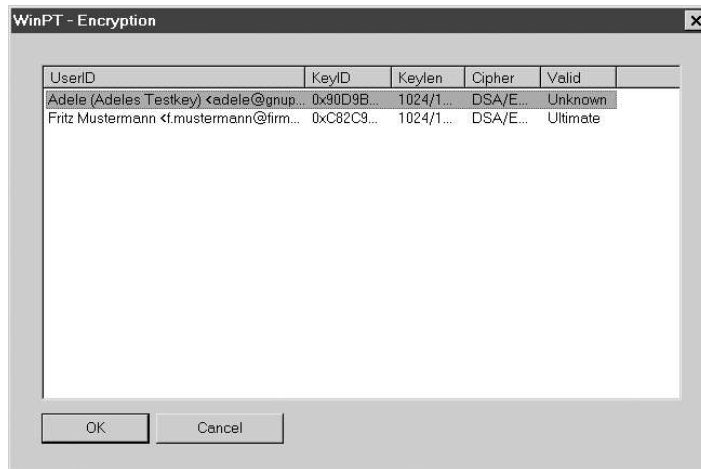 WinPT - Encryption
UserID KeyID Keylen Cipher Valid
Adele (Adeles Testkey) <adele@gnup... 0x90D9B... 1024/1... DSA/E... Unknown
Fritz Mustermann <f.mustermann@firm... 0xC82C9... 1024/1... DSA/E... Ultimate
OK Cancel